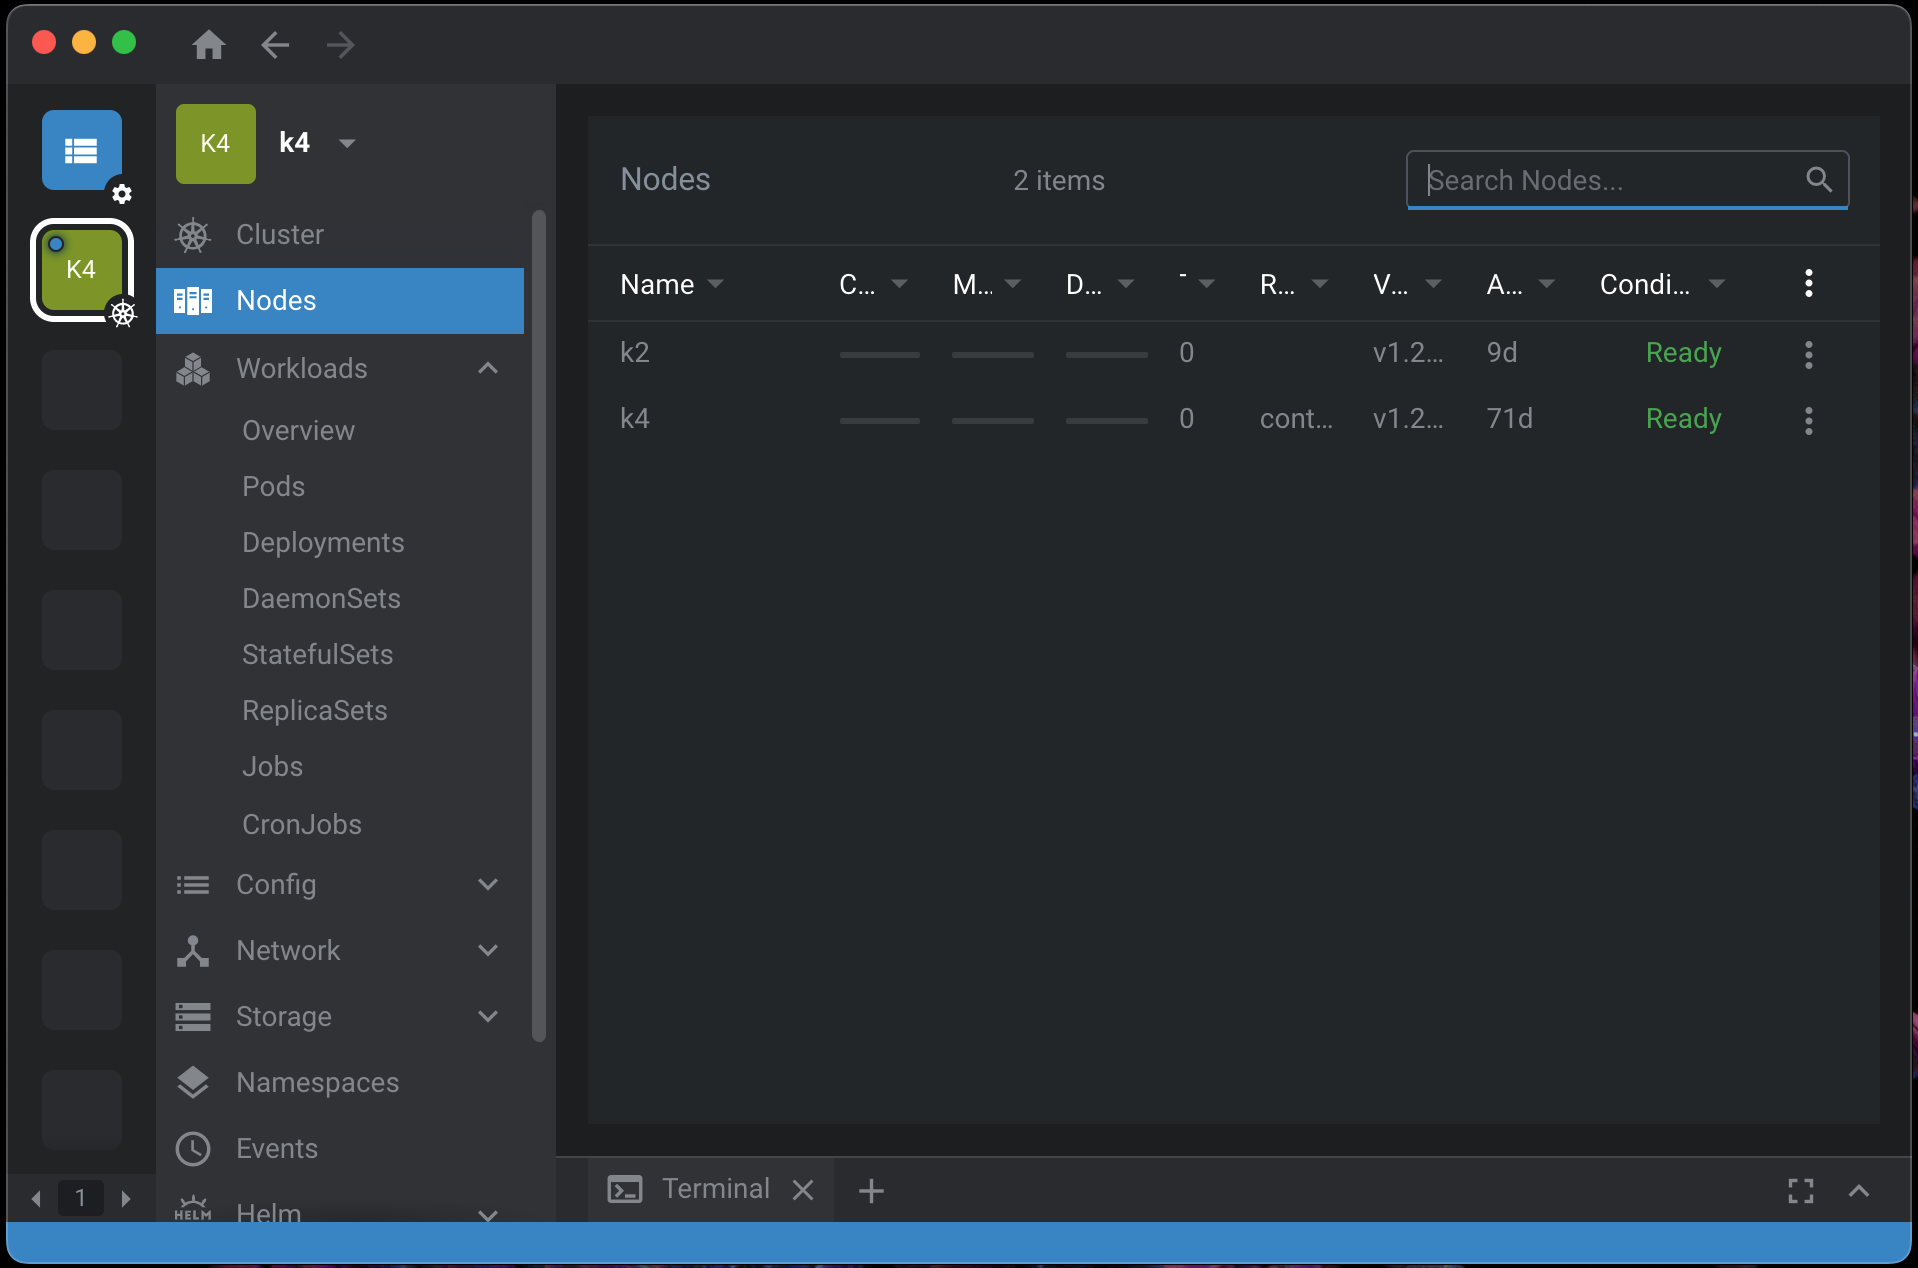 K4
k4
K4
Cluster
Nodes
Workloads
Overview
Pods
Deployments
DaemonSets
StatefulSets
ReplicaSets
Jobs
CronJobs
Config
Network
Storage
Namespaces
Events
HELM
Helm
1
Nodes
2 items
Search Nodes...
Name C... M... D... R... V... A... Condi...
k2 0 v1.2... 9d Ready
k4 0 cont... v1.2... 71d Ready
Terminal